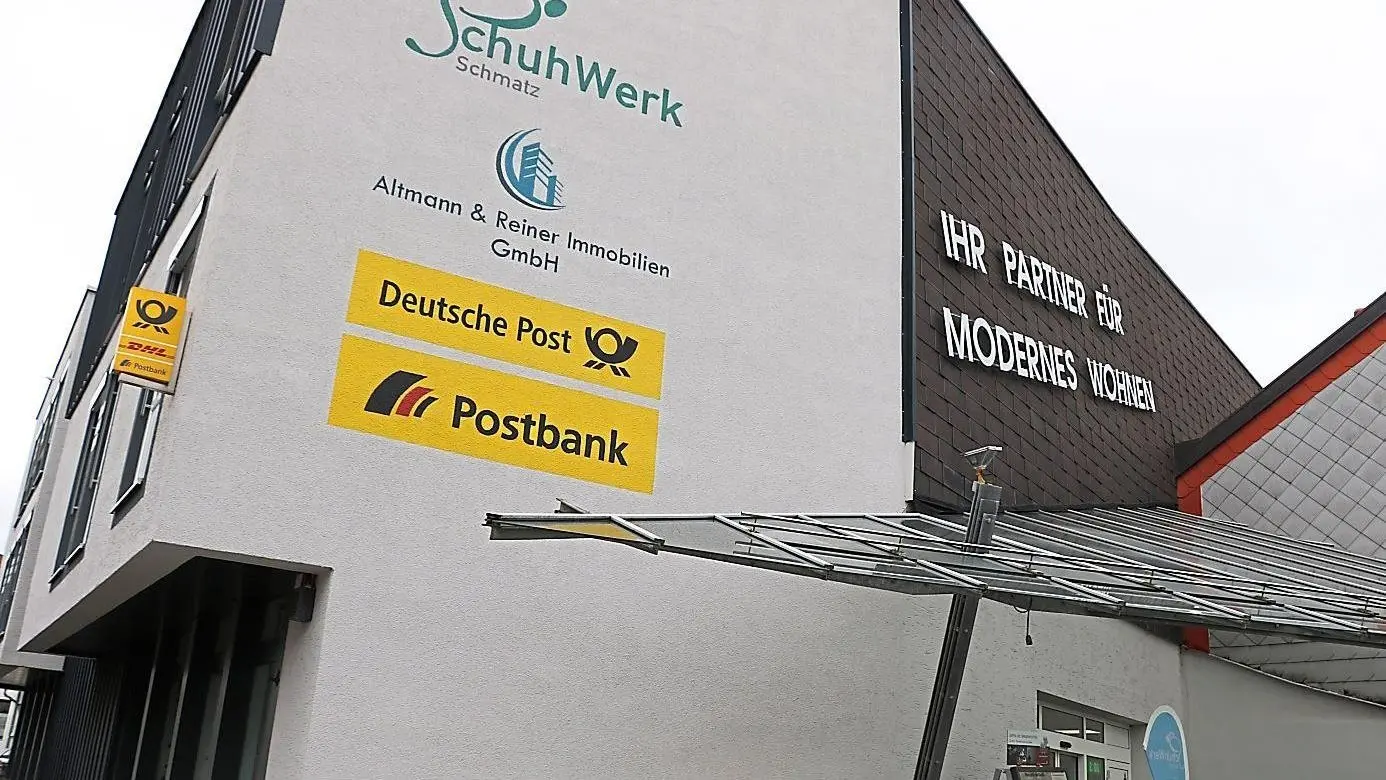 SchuhWerk
Schmatz
Altmann & Reiner Immobilien
GmbH
Deutsche Post
Postbank
DHL
Postbank
IHR PARTNER FÜR
MODERNES WOHNEN